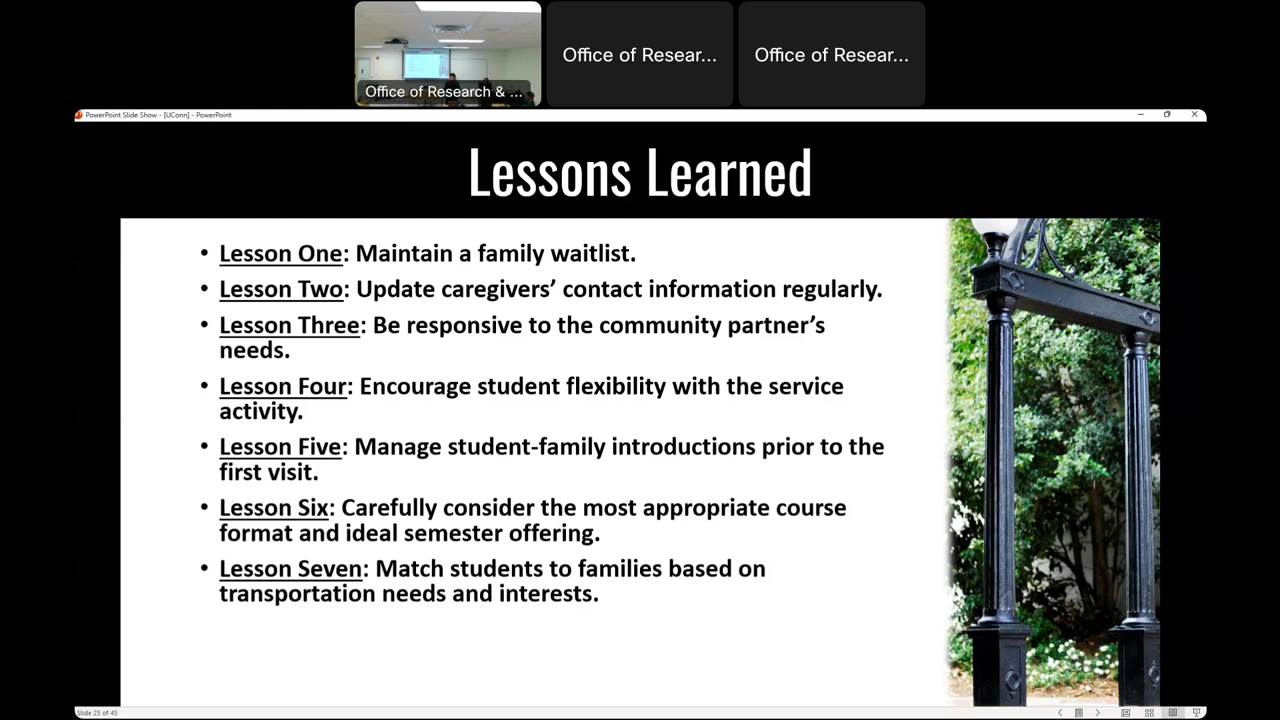 Office of Research & ...
Office of Resear...
Office of Resear...
PowerPoint Slide Show - [UConn] - PowerPoint
Lessons Learned
• Lesson One: Maintain a family waitlist.
• Lesson Two: Update caregivers’ contact information regularly.
• Lesson Three: Be responsive to the community partner’s
needs.
• Lesson Four: Encourage student flexibility with the service
activity.
• Lesson Five: Manage student-family introductions prior to the
first visit.
• Lesson Six: Carefully consider the most appropriate course
format and ideal semester offering.
• Lesson Seven: Match students to families based on
transportation needs and interests.
Slide 25 of 45